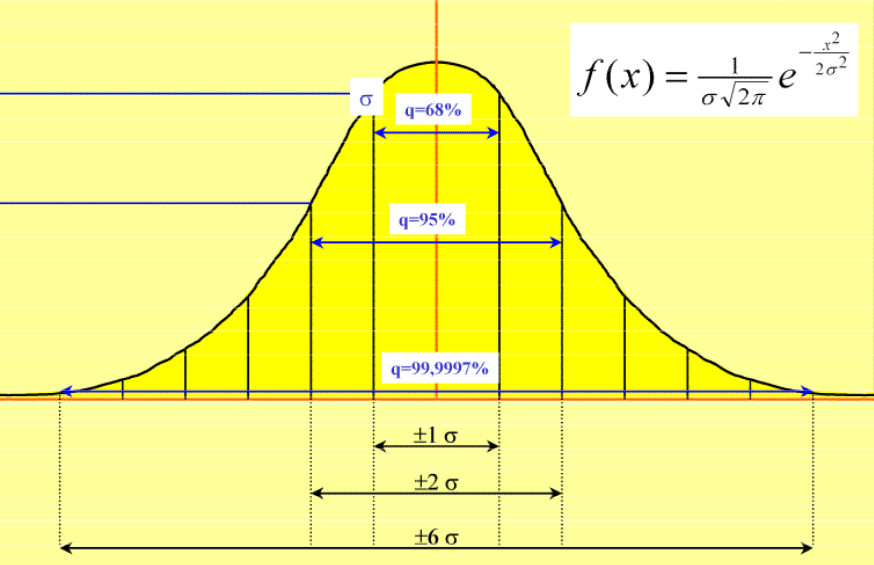 f(x) = 1/(σ√2π) e^(-x²/2σ²)
σ
q=68%
q=95%
q=99,9997%
±1 σ
±2 σ
±6 σ